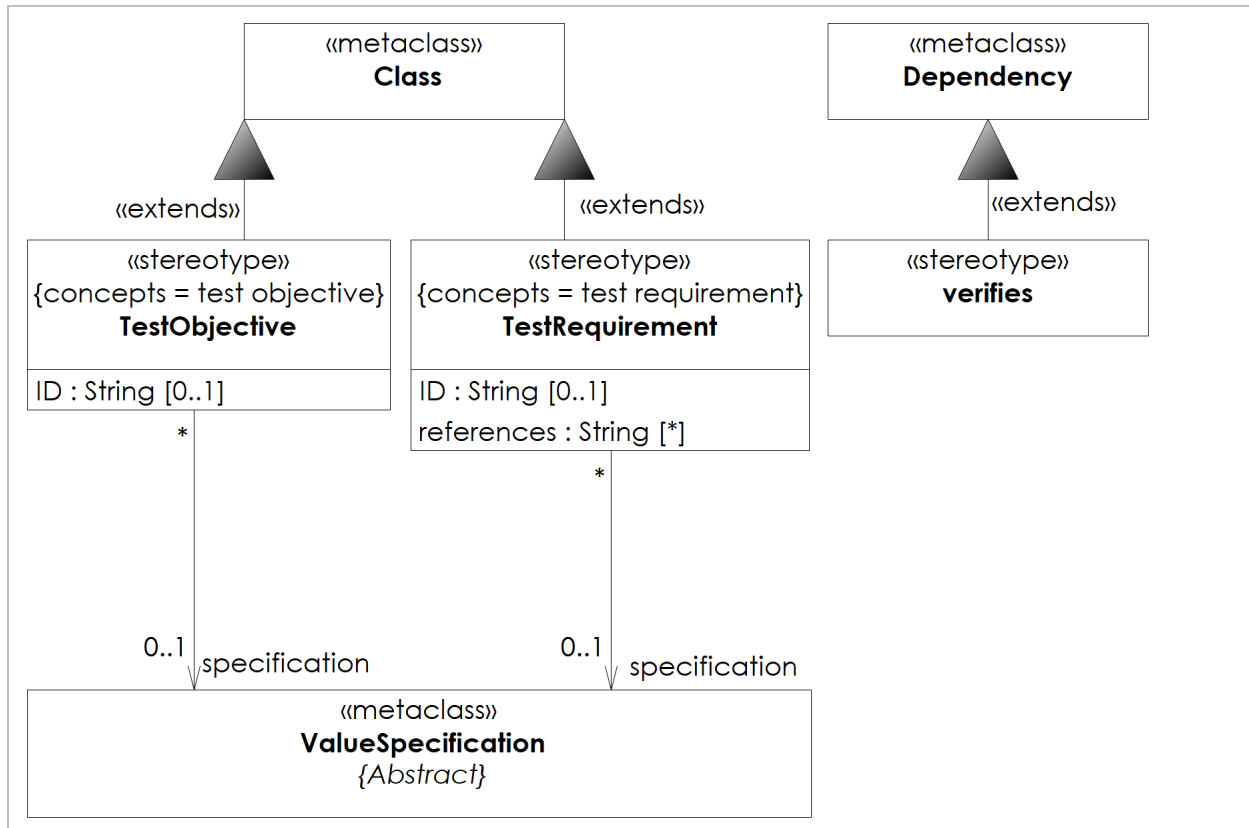 «metaclass»
Class
«metaclass»
Dependency
«extends»
«extends»
«extends»
«stereotype»
{concepts = test objective}
TestObjective
ID : String [0..1]
«stereotype»
{concepts = test requirement}
TestRequirement
ID : String [0..1]
references : String [*]
«stereotype»
verifies
*
*
0..1
specification
0..1
specification
«metaclass»
ValueSpecification
{Abstract}